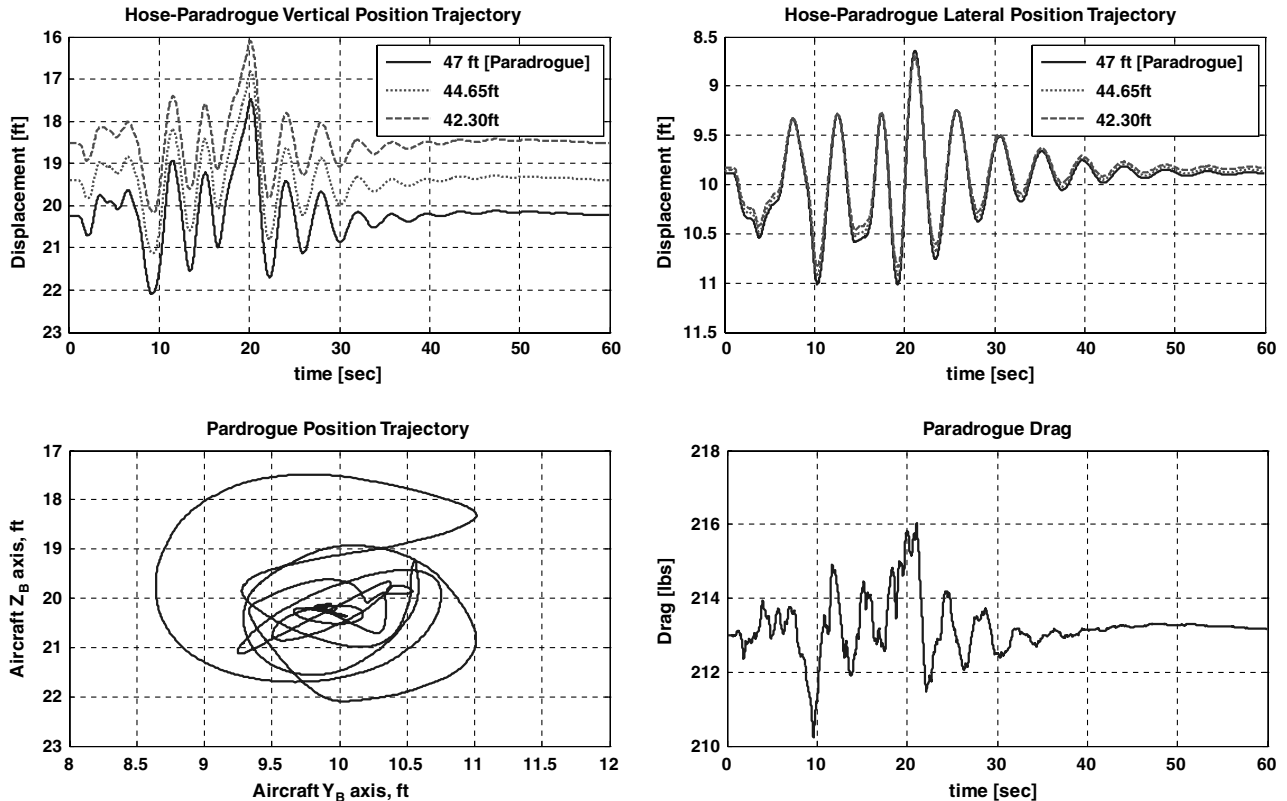 Hose-Paradrogue Vertical Position Trajectory
16
17
18
19
20
21
22
23
Displacement [ft]
47 ft [Paradrogue]
44.65ft
42.30ft
0 10 20 30 40 50 60
time [sec]
Hose-Paradrogue Lateral Position Trajectory
8.5
9
9.5
10
10.5
11
11.5
Displacement [ft]
47 ft [Paradrogue]
44.65ft
42.30ft
0 10 20 30 40 50 60
time [sec]
Pardrogue Position Trajectory
17
18
19
20
21
22
23
Aircraft Z_B axis, ft
8 8.5 9 9.5 10 10.5 11 11.5 12
Aircraft Y_B axis, ft
Paradrogue Drag
218
216
214
212
210
Drag [lbs]
0 10 20 30 40 50 60
time [sec]